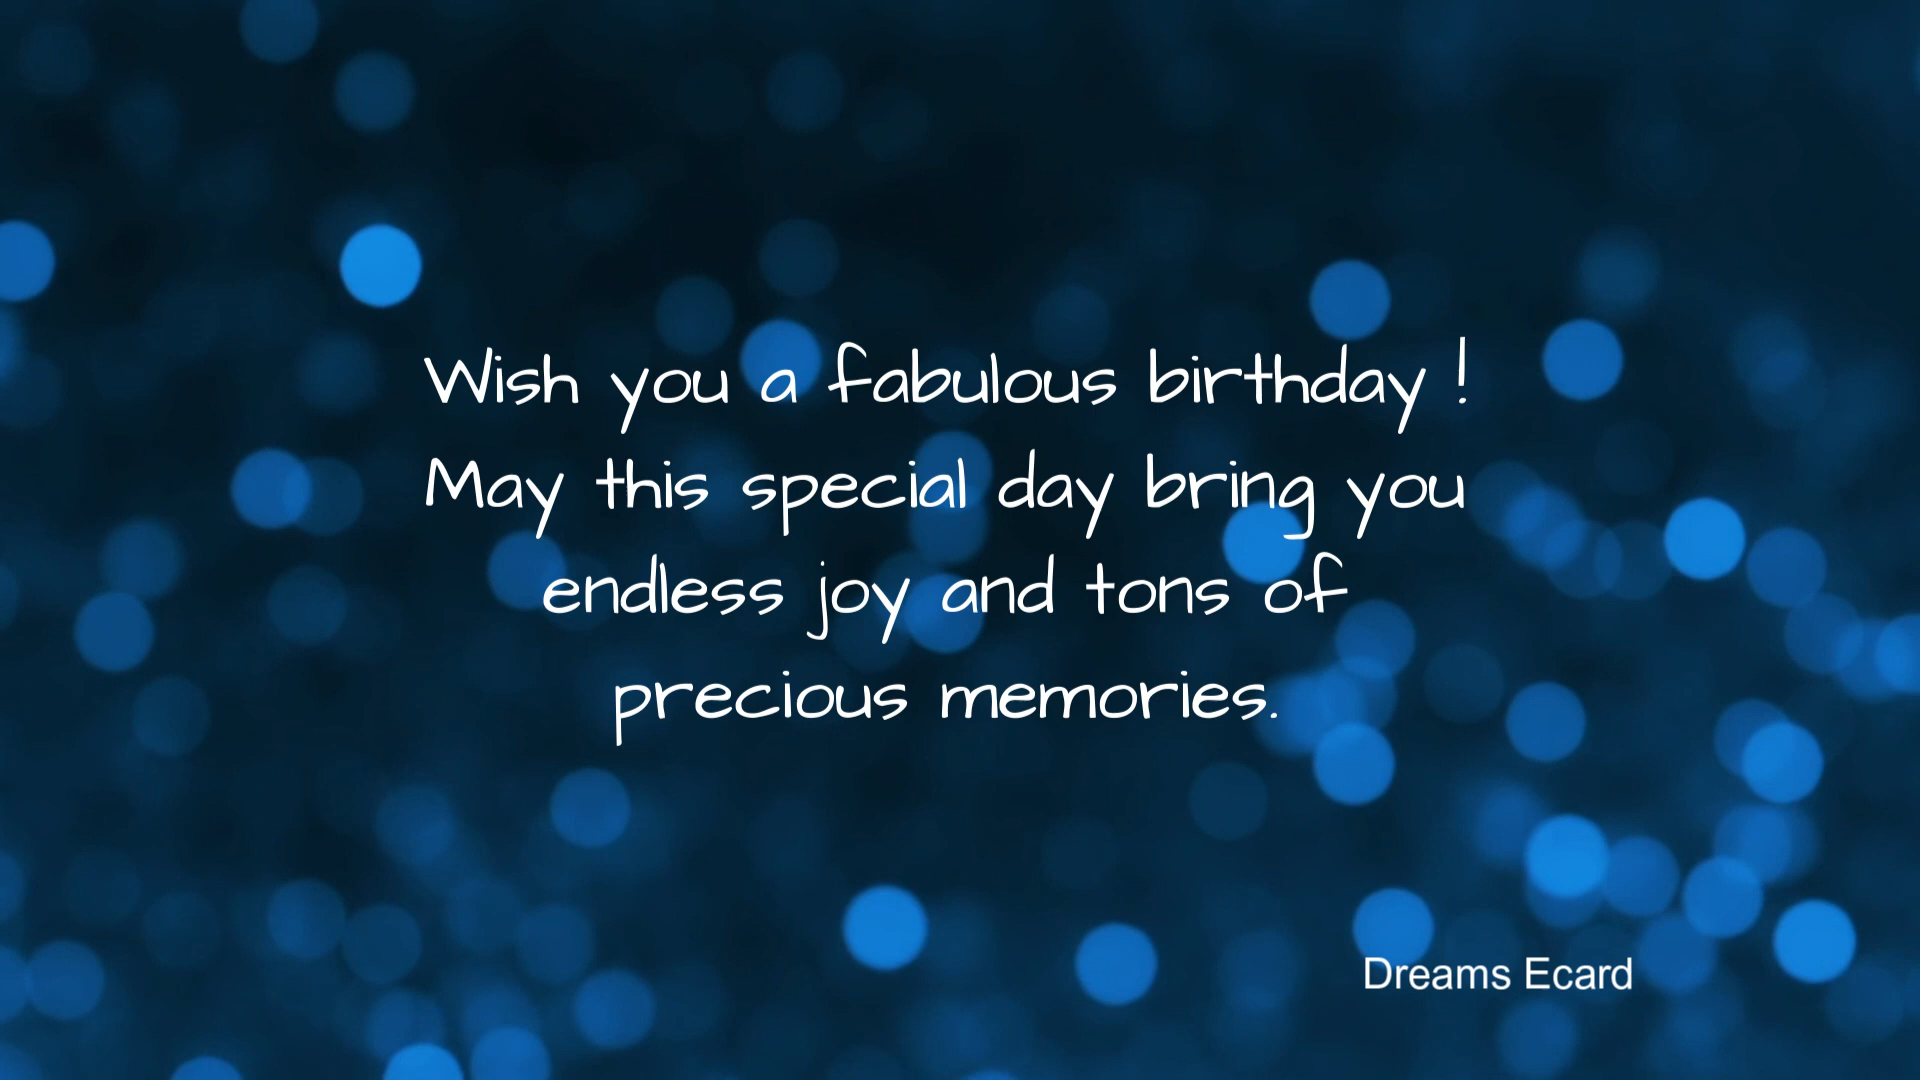 Wish you a fabulous birthday !
May this special day bring you
endless joy and tons of
precious memories.
Dreams Ecard